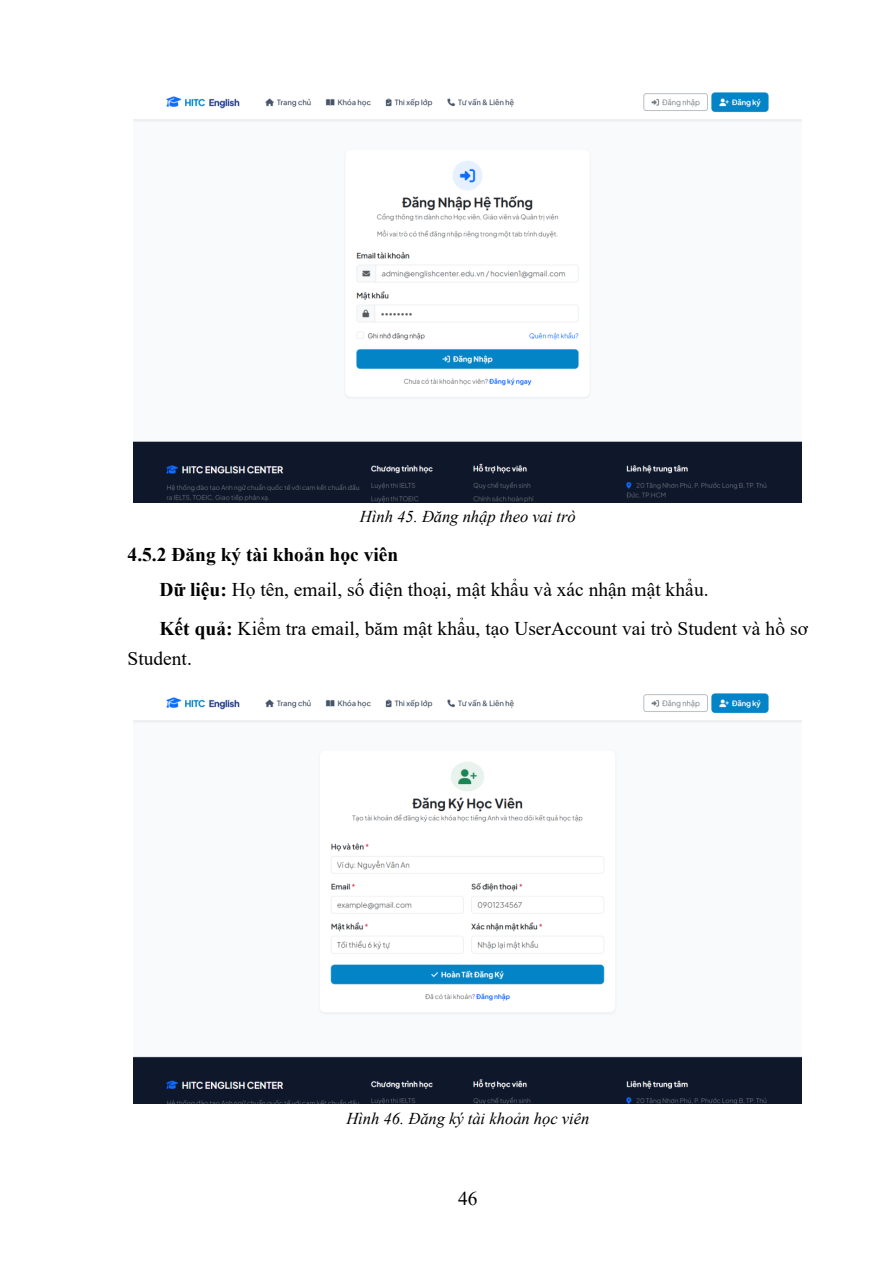 HITC English Trang chủ Khóa học Thi xếp lớp Tư vấn & Liên hệ Đăng nhập Đăng ký
Đăng Nhập Hệ Thống
Cổng thông tin dành cho Học viên, Giáo viên và Quản trị viên
Mỗi vai trò có thể đăng nhập riêng trong một tab trình duyệt.
Email tài khoản
admin@englishcenter.edu.vn / hocvien1@gmail.com
Mật khẩu
••••••••
Ghi nhớ đăng nhập Quên mật khẩu?
Đăng Nhập
Chưa có tài khoản học viên? Đăng ký ngay
HITC ENGLISH CENTER Chương trình học Hỗ trợ học viên Liên hệ trung tâm
Hệ thống đào tạo Anh ngữ chuẩn quốc tế với cam kết chuẩn đầu Luyện thi IELTS Quy chế tuyển sinh 20 Tăng Nhơn Phú, P. Phước Long B, TP. Thủ
ra IELTS, TOEIC, Giao tiếp phản xạ. Luyện thi TOEIC Chính sách hoàn phí Đức, TP.HCM
Hình 45. Đăng nhập theo vai trò
4.5.2 Đăng ký tài khoản học viên
Dữ liệu: Họ tên, email, số điện thoại, mật khẩu và xác nhận mật khẩu.
Kết quả: Kiểm tra email, băm mật khẩu, tạo UserAccount vai trò Student và hồ sơ
Student.
HITC English Trang chủ Khóa học Thi xếp lớp Tư vấn & Liên hệ Đăng nhập Đăng ký
Đăng Ký Học Viên
Tạo tài khoản để đăng ký các khóa học tiếng Anh và theo dõi kết quả học tập
Họ và tên *
Ví dụ: Nguyễn Văn An
Email * Số điện thoại *
example@gmail.com 0901234567
Mật khẩu * Xác nhận mật khẩu *
Tối thiểu 6 ký tự Nhập lại mật khẩu
Hoàn Tất Đăng Ký
Đã có tài khoản? Đăng nhập
HITC ENGLISH CENTER Chương trình học Hỗ trợ học viên Liên hệ trung tâm
Hệ thống đào tạo Anh ngữ chuẩn quốc tế với cam kết chuẩn đầu Luyện thi IELTS Quy chế tuyển sinh 20 Tăng Nhơn Phú, P. Phước Long B, TP. Thủ
Hình 46. Đăng ký tài khoản học viên
46